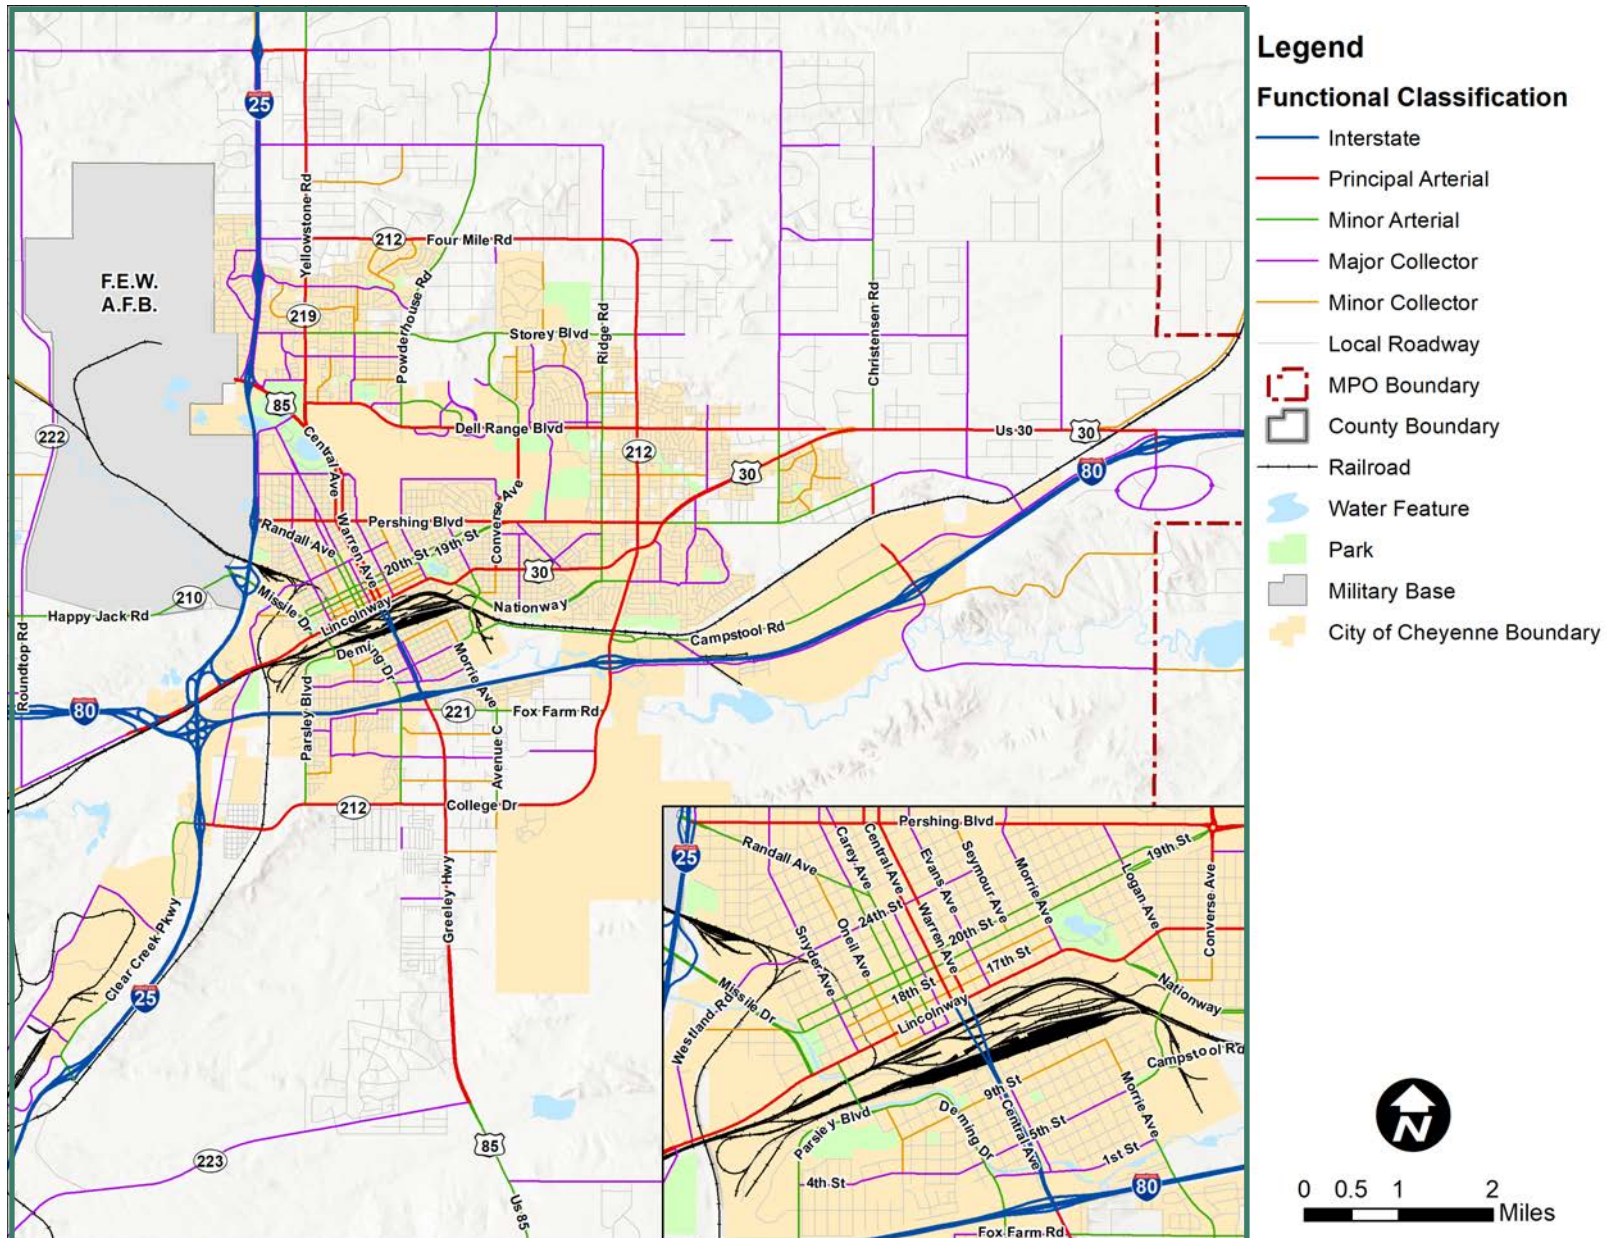 Legend
Functional Classification
Interstate
Principal Arterial
Minor Arterial
Major Collector
Minor Collector
Local Roadway
MPO Boundary
County Boundary
Railroad
Water Feature
Park
Military Base
City of Cheyenne Boundary
N
0 0.5 1 2
Miles
25
Yellowstone Rd
212
Four Mile Rd
F.E.W.
A.F.B.
219
Powderhouse Rd
Storey Blvd
Ridge Rd
Christensen Rd
85
222
Central Ave
Dell Range Blvd
212
Us 30
30
30
80
Converse Ave
Pershing Blvd
Randall Ave
Warren Ave
20th St
19th St
30
210
Happy Jack Rd
Missile Dr
Lincolnway
Nationway
Campstool Rd
Deming Dr
Morrie Ave
Roundtop Rd
80
Parsley Blvd
221
Fox Farm Rd
Avenue C
212
College Dr
Greeley Hwy
Clear Creek Pkwy
25
223
85
Us 85
Pershing Blvd
25
Randall Ave
Carey Ave
Central Ave
Evans Ave
Seymour Ave
Morrie Ave
Logan Ave
19th St
Converse Ave
24th St
Oneil Ave
Snyder Ave
Warren Ave
20th St
17th St
18th St
Lincolnway
Missile Dr
Westland Rd
Nationway
Campstool Rd
9th St
Parsley Blvd
Deming Dr
Central Ave
5th St
Morrie Ave
1st St
4th St
80
Fox Farm Rd